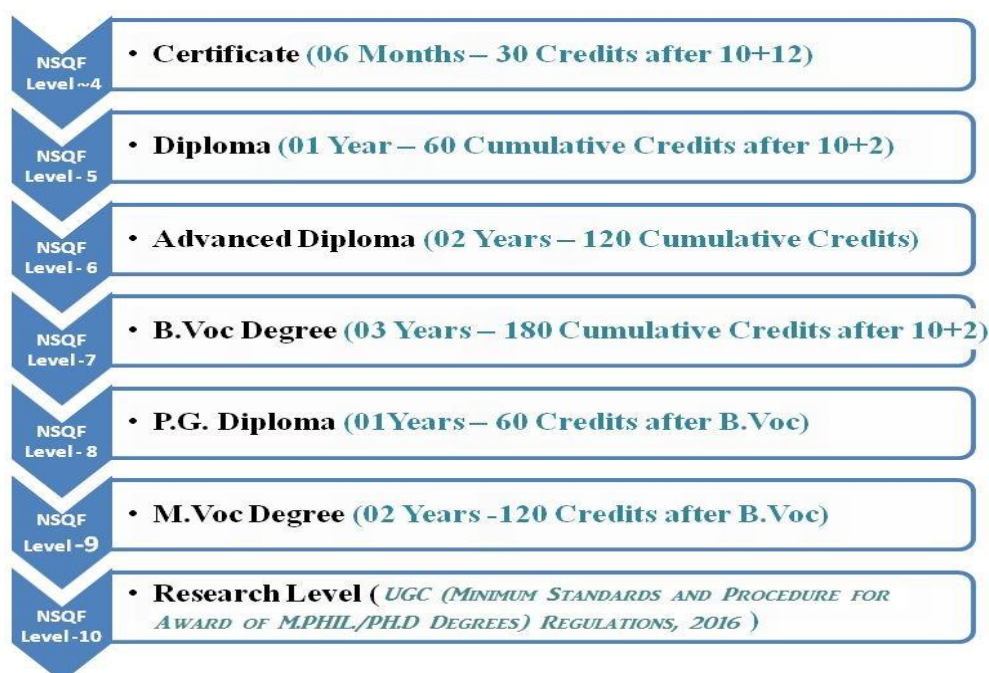 NSQF
Level~4
• Certificate (06 Months – 30 Credits after 10+12)
NSQF
Level- 5
• Diploma (01 Year – 60 Cumulative Credits after 10+2)
NSQF
Level- 6
• Advanced Diploma (02 Years – 120 Cumulative Credits)
NSQF
Level -7
• B.Voc Degree (03 Years – 180 Cumulative Credits after 10+2)
NSQF
Level- 8
• P.G. Diploma (01Years – 60 Credits after B.Voc)
NSQF
Level-9
• M.Voc Degree (02 Years -120 Credits after B.Voc)
NSQF
Level -10
• Research Level ( UGC (MINIMUM STANDARDS AND PROCEDURE FOR
AWARD OF M.PHIL./PH.D DEGREES) REGULATIONS, 2016 )